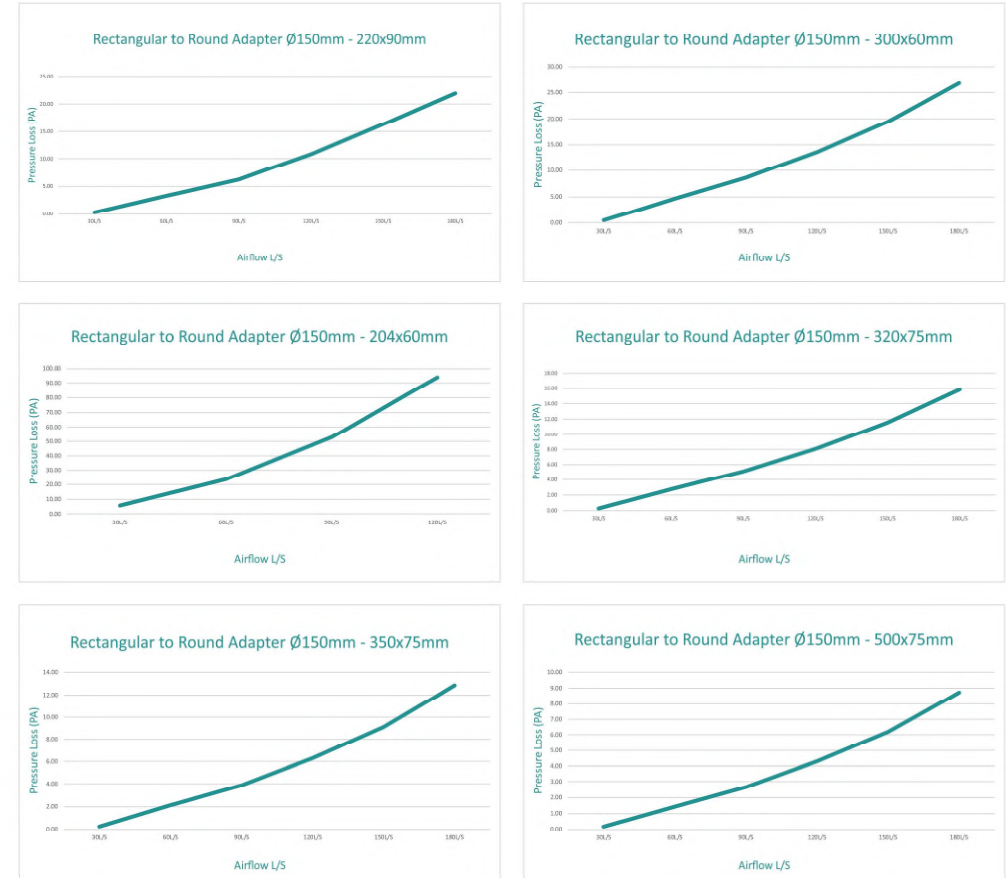 Rectangular to Round Adapter Ø150mm - 220x90mm
25.00
20.00
15.00
10.00
5.00
0.00
Pressure Loss PA)
30L/S 60L/S 90L/S 120L/S 150L/S 180L/S
Airflow L/S
Rectangular to Round Adapter Ø150mm - 300x60mm
30.00
25.00
20.00
15.00
10.00
5.00
0.00
Pressure Loss (PA)
30L/S 60L/S 90L/S 120L/S 150L/S 180L/S
Airflow L/S
Rectangular to Round Adapter Ø150mm - 204x60mm
100.00
90.00
80.00
70.00
60.00
50.00
40.00
30.00
20.00
10.00
0.00
Pressure Loss (PA)
30L/S 60L/S 90L/S 120L/S
Airflow L/S
Rectangular to Round Adapter Ø150mm - 320x75mm
18.00
16.00
14.00
12.00
10.00
8.00
6.00
4.00
2.00
0.00
Pressure Loss (PA)
30L/S 60L/S 90L/S 120L/S 150L/S 180L/S
Airflow L/S
Rectangular to Round Adapter Ø150mm - 350x75mm
14.00
12.00
10.00
8.00
6.00
4.00
2.00
0.00
Pressure Loss (PA)
30L/S 60L/S 90L/S 120L/S 150L/S 180L/S
Airflow L/S
Rectangular to Round Adapter Ø150mm - 500x75mm
10.00
9.00
8.00
7.00
6.00
5.00
4.00
3.00
2.00
1.00
0.00
Pressure Loss (PA)
30L/S 60L/S 90L/S 120L/S 150L/S 180L/S
Airflow L/S